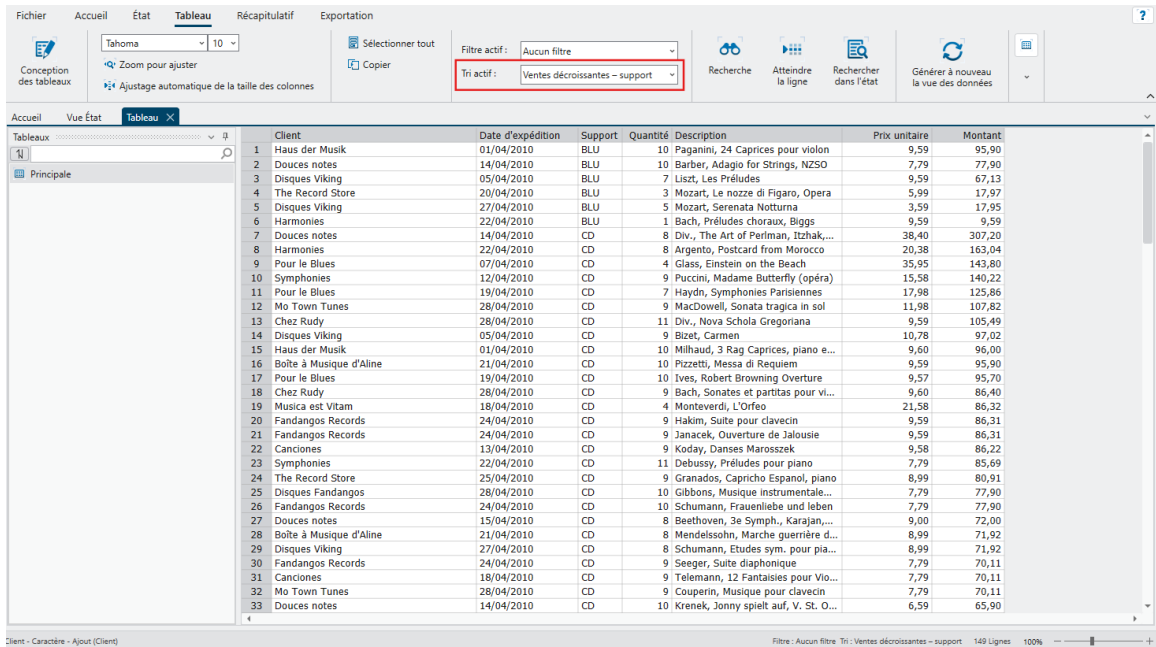 Fichier Accueil État Tableau Récapitulatif Exportation ?
Conception des tableaux
Tahoma 10
Zoom pour ajuster
Ajustage automatique de la taille des colonnes
Sélectionner tout
Copier
Filtre actif : Aucun filtre
Tri actif : Ventes décroissantes – support
Recherche
Atteindre la ligne
Rechercher dans l'état
Générer à nouveau la vue des données
Accueil Vue État Tableau
Tableaux
Principale
Client Date d'expédition Support Quantité Description Prix unitaire Montant
1 Haus der Musik 01/04/2010 BLU 10 Paganini, 24 Caprices pour violon 9,59 95,90
2 Douces notes 14/04/2010 BLU 10 Barber, Adagio for Strings, NZSO 7,79 77,90
3 Disques Viking 05/04/2010 BLU 7 Liszt, Les Préludes 9,59 67,13
4 The Record Store 20/04/2010 BLU 3 Mozart, Le nozze di Figaro, Opera 5,99 17,97
5 Disques Viking 27/04/2010 BLU 5 Mozart, Serenata Notturna 3,59 17,95
6 Harmonies 22/04/2010 BLU 1 Bach, Préludes choraux, Biggs 9,59 9,59
7 Douces notes 14/04/2010 CD 8 Div., The Art of Perlman, Itzhak,... 38,40 307,20
8 Harmonies 22/04/2010 CD 8 Argento, Postcard from Morocco 20,38 163,04
9 Pour le Blues 07/04/2010 CD 4 Glass, Einstein on the Beach 35,95 143,80
10 Symphonies 12/04/2010 CD 9 Puccini, Madame Butterfly (opéra) 15,58 140,22
11 Pour le Blues 19/04/2010 CD 7 Haydn, Symphonies Parisiennes 17,98 125,86
12 Mo Town Tunes 28/04/2010 CD 9 MacDowell, Sonata tragica in sol 11,98 107,82
13 Chez Rudy 28/04/2010 CD 11 Div., Nova Schola Gregoriana 9,59 105,49
14 Disques Viking 05/04/2010 CD 9 Bizet, Carmen 10,78 97,02
15 Haus der Musik 01/04/2010 CD 10 Milhaud, 3 Rag Caprices, piano e... 9,60 96,00
16 Boîte à Musique d'Aline 21/04/2010 CD 10 Pizzetti, Messa di Requiem 9,59 95,90
17 Pour le Blues 19/04/2010 CD 10 Ives, Robert Browning Overture 9,57 95,70
18 Chez Rudy 28/04/2010 CD 9 Bach, Sonates et partitas pour vi... 9,60 86,40
19 Musica est Vitam 18/04/2010 CD 4 Monteverdi, L'Orfeo 21,58 86,32
20 Fandangos Records 24/04/2010 CD 9 Hakim, Suite pour clavecin 9,59 86,31
21 Fandangos Records 24/04/2010 CD 9 Janacek, Ouverture de Jalousie 9,59 86,31
22 Canciones 13/04/2010 CD 9 Koday, Danses Marosszek 9,58 86,22
23 Symphonies 22/04/2010 CD 11 Debussy, Préludes pour piano 7,79 85,69
24 The Record Store 25/04/2010 CD 9 Granados, Capricho Espanol, piano 8,99 80,91
25 Disques Fandangos 28/04/2010 CD 10 Gibbons, Musique instrumentale... 7,79 77,90
26 Fandangos Records 24/04/2010 CD 10 Schumann, Frauenliebe und leben 7,79 77,90
27 Douces notes 15/04/2010 CD 8 Beethoven, 3e Symph., Karajan,... 9,00 72,00
28 Boîte à Musique d'Aline 21/04/2010 CD 8 Mendelssohn, Marche guerrière d... 8,99 71,92
29 Disques Viking 27/04/2010 CD 8 Schumann, Etudes sym. pour pia... 8,99 71,92
30 Fandangos Records 24/04/2010 CD 9 Seeger, Suite diaphonique 7,79 70,11
31 Canciones 18/04/2010 CD 9 Telemann, 12 Fantaisies pour Vio... 7,79 70,11
32 Mo Town Tunes 28/04/2010 CD 9 Couperin, Musique pour clavecin 7,79 70,11
33 Douces notes 14/04/2010 CD 10 Krenek, Jonny spielt auf, V. St. O... 6,59 65,90
Client - Caractère - Ajout (Client) Filtre : Aucun filtre Tri : Ventes décroissantes – support 149 Lignes 100%